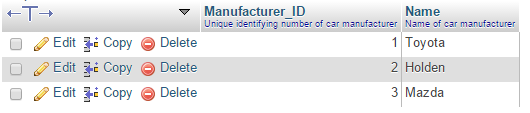 Manufacturer_ID Name
Unique identifying number of car manufacturer Name of car manufacturer
Edit Copy Delete 1 Toyota
Edit Copy Delete 2 Holden
Edit Copy Delete 3 Mazda